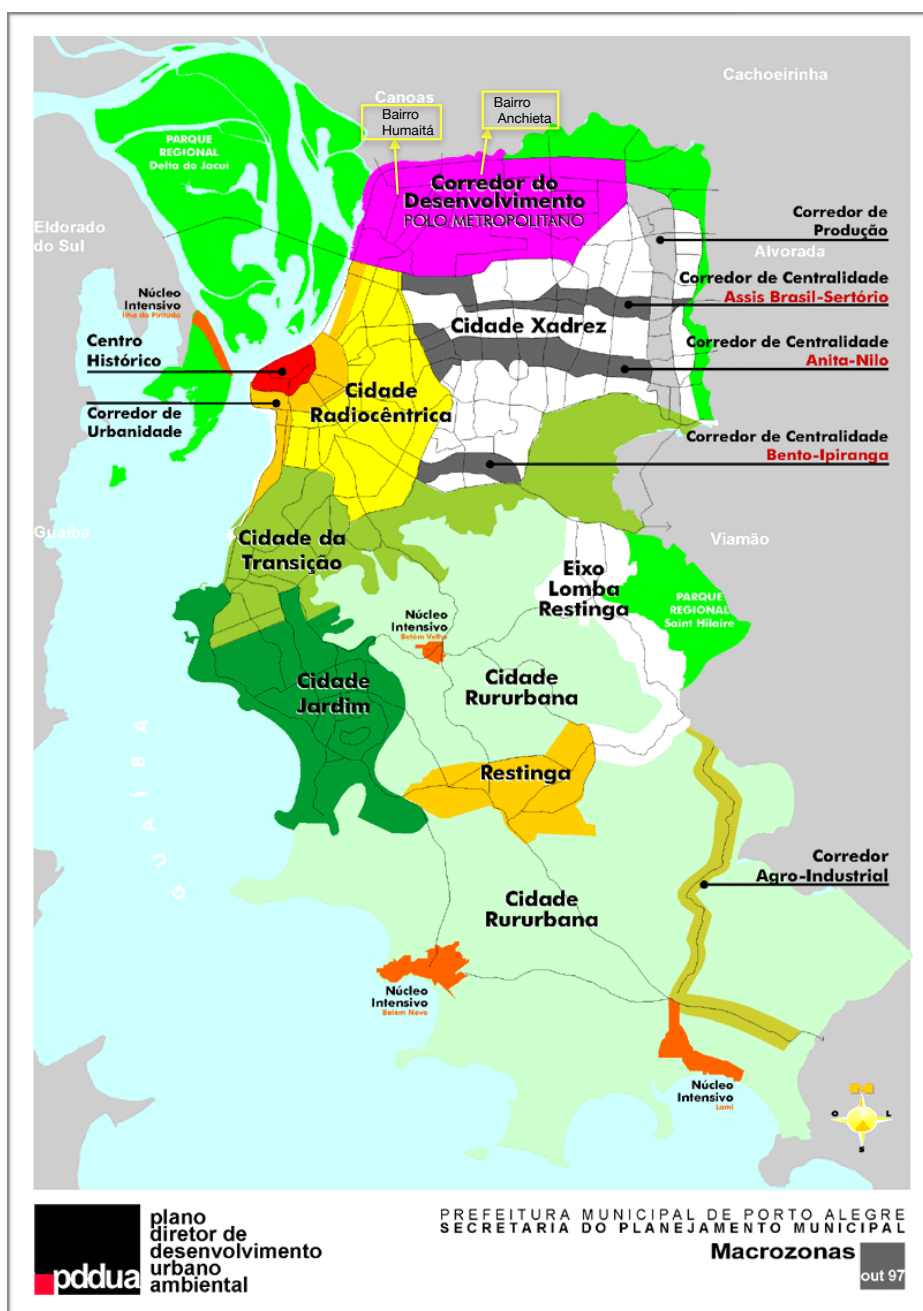 Cachoeirinha
Canoas
Bairro
Humaitá
Bairro
Anchieta
PARQUE
REGIONAL
Delta do Jacuí
Corredor do
Desenvolvimento
POLO METROPOLITANO
Eldorado
do Sul
Corredor de
Produção
Alvorada
Núcleo
Intensivo
Ilha da Pintada
Corredor de Centralidade
Assis Brasil-Sertório
Cidade Xadrez
Centro
Histórico
Corredor de Centralidade
Anita-Nilo
Cidade
Radiocêntrica
Corredor de
Urbanidade
Corredor de Centralidade
Bento-Ipiranga
Guaíba
Viamão
Cidade da
Transição
Eixo
Lomba
Restinga
PARQUE
REGIONAL
Saint Hilaire
Núcleo
Intensivo
Belém Velho
Cidade
Jardim
Cidade
Rururbana
GUAÍBA
Restinga
Corredor
Agro-Industrial
Cidade
Rururbana
Núcleo
Intensivo
Belém Novo
Núcleo
Intensivo
Lami
N
O
L
S
pddua
plano
diretor de
desenvolvimento
urbano
ambiental
PREFEITURA MUNICIPAL DE PORTO ALEGRE
SECRETARIA DO PLANEJAMENTO MUNICIPAL
Macrozonas
out 97